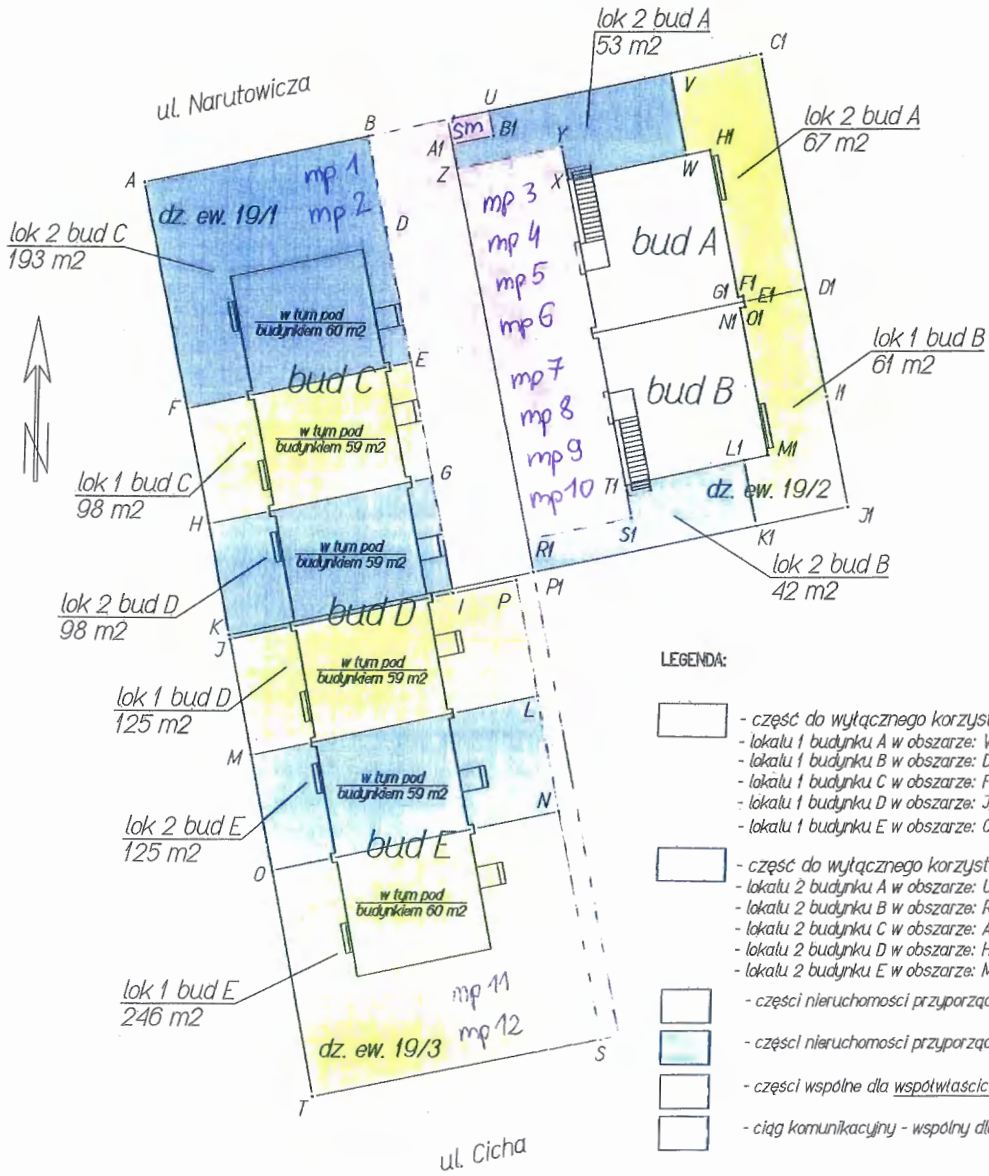 lok 2 bud A
53 m2
C1
ul. Narutowicza
U
V
B
Sm
B1
A1
Y
H1
lok 2 bud A
67 m2
A
mp 1
Z
X
W
mp 2
D
mp 3
dz. ew. 19/1
lok 2 bud C
193 m2
mp 4
bud A
mp 5
w tym pod
budynkiem 60 m2
G1
F1
E1
D1
mp 6
N1
O1
lok 1 bud B
61 m2
E
bud C
mp 7
F
bud B
I1
mp 8
w tym pod
budynkiem 59 m2
mp 9
L1
M1
lok 1 bud C
98 m2
G
mp 10
T1
dz. ew. 19/2
J1
H
S1
K1
R1
w tym pod
budynkiem 59 m2
lok 2 bud B
42 m2
lok 2 bud D
98 m2
P1
P
I
K
bud D
J
LEGENDA:
w tym pod
budynkiem 59 m2
lok 1 bud D
125 m2
L
- część do wyłącznego korzyst
- lokalu 1 budynku A w obszarze: V
- lokalu 1 budynku B w obszarze: D
- lokalu 1 budynku C w obszarze: F
- lokalu 1 budynku D w obszarze: J
- lokalu 1 budynku E w obszarze: O
M
w tym pod
budynkiem 59 m2
N
lok 2 bud E
125 m2
bud E
O
- część do wyłącznego korzyst
- lokalu 2 budynku A w obszarze: U
- lokalu 2 budynku B w obszarze: R
- lokalu 2 budynku C w obszarze: A
- lokalu 2 budynku D w obszarze: H
- lokalu 2 budynku E w obszarze: M
w tym pod
budynkiem 60 m2
lok 1 bud E
246 m2
mp 11
- części nieruchomości przyporząd
mp 12
- części nieruchomości przyporząd
dz. ew. 19/3
S
- części wspólne dla współwłaścic
T
- ciąg komunikacyjny - wspólny dl
ul. Cicha